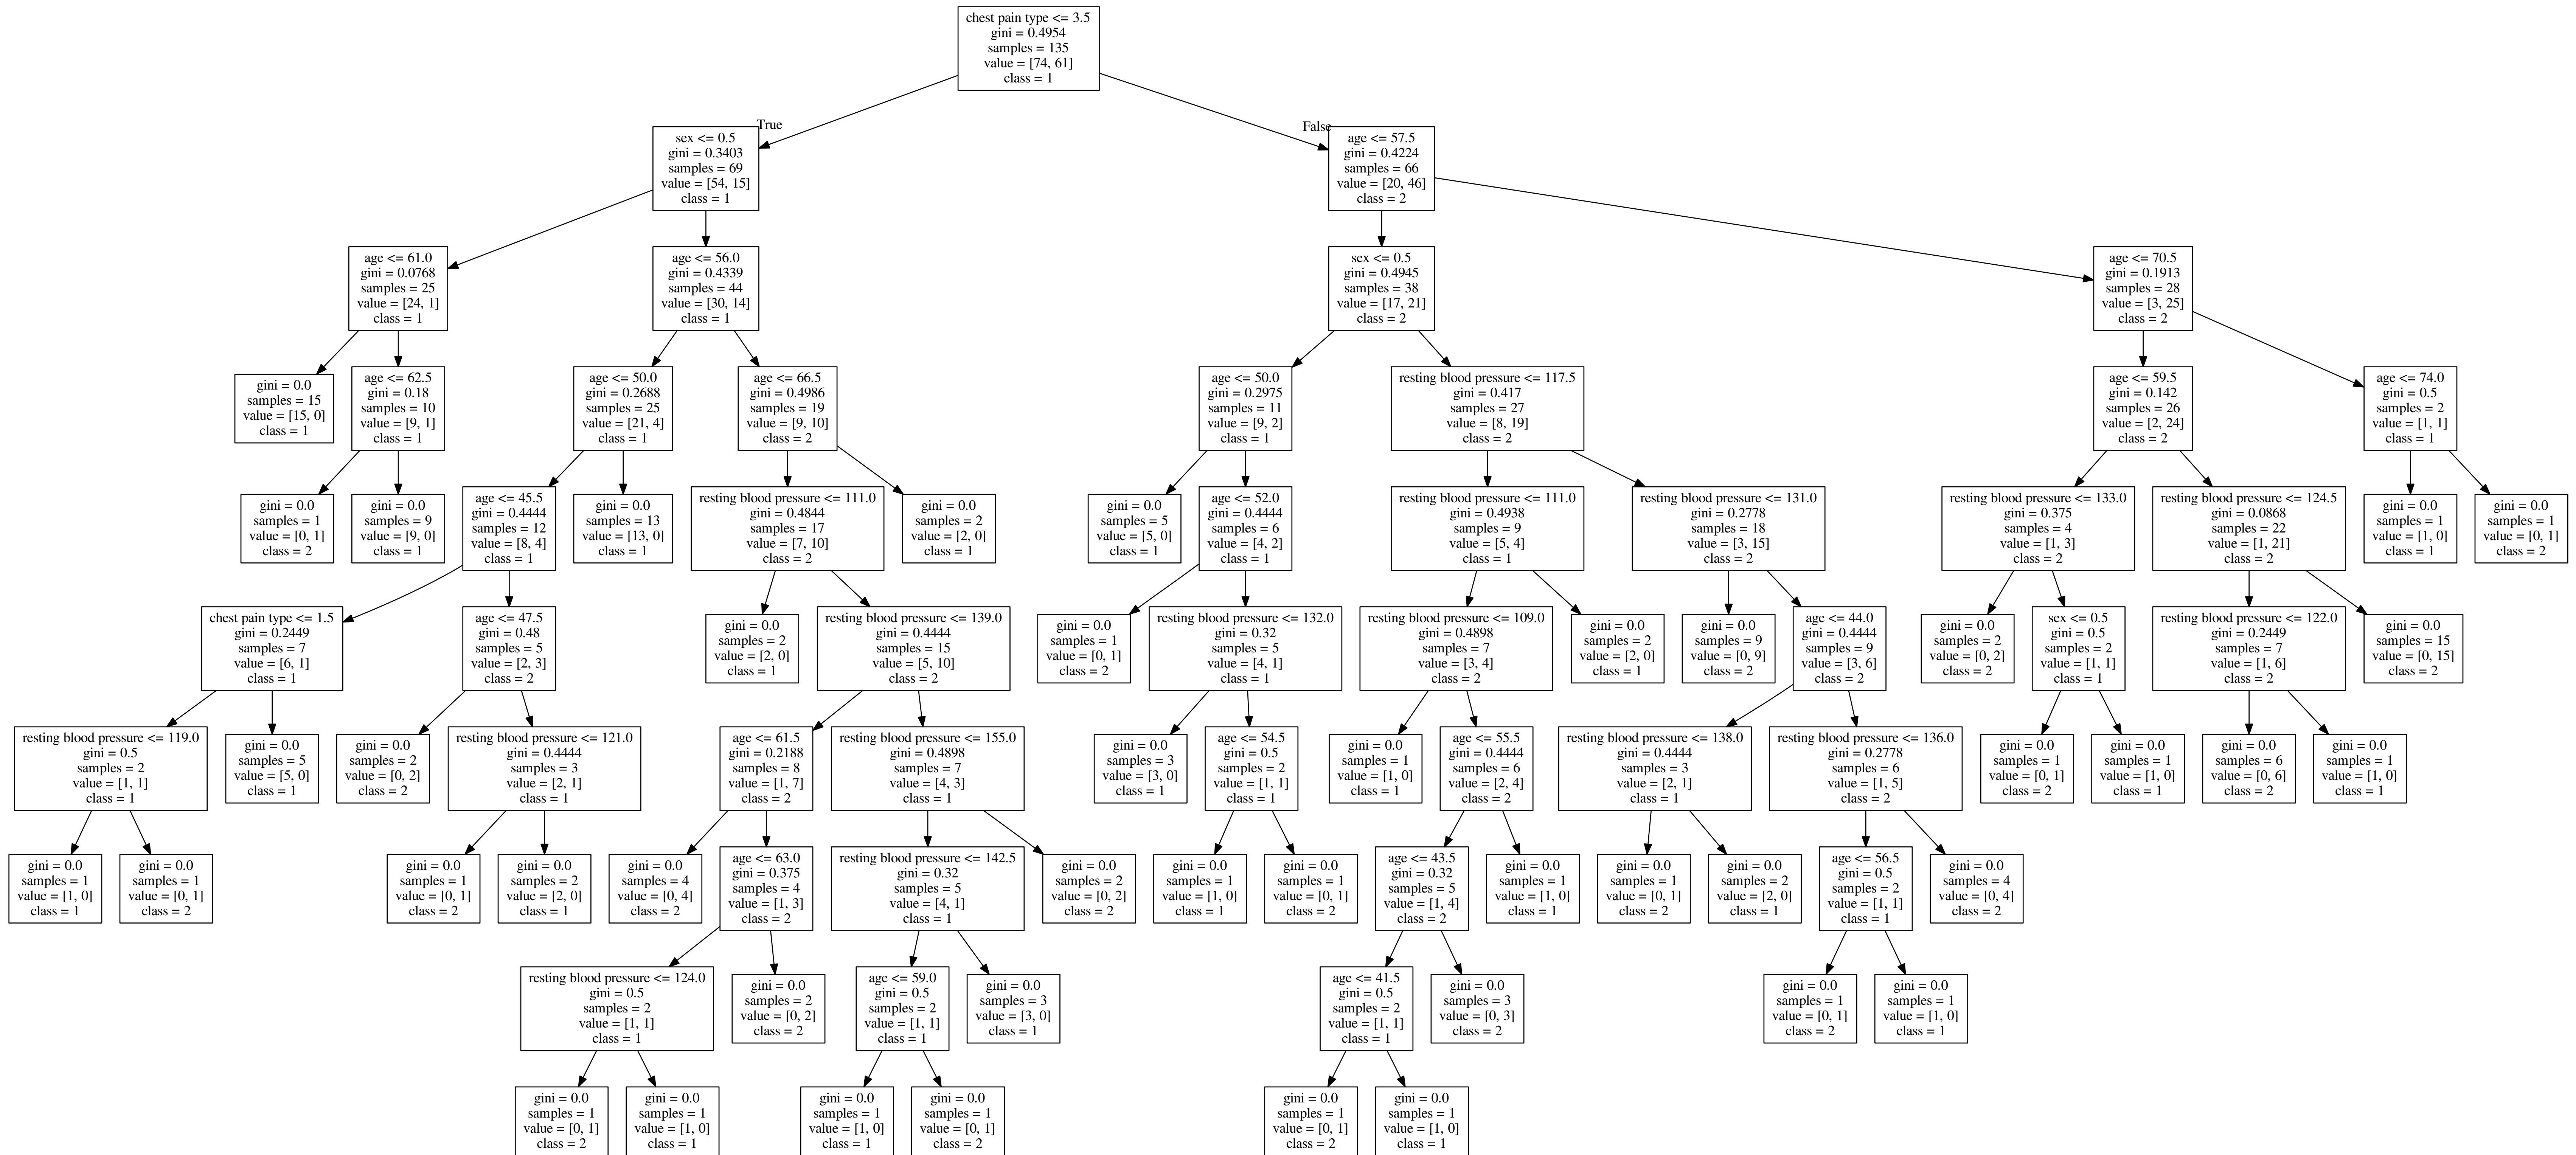 chest pain type <= 3.5
gini = 0.4954
samples = 135
value = [74, 61]
class = 1
True
False
sex <= 0.5
gini = 0.3403
samples = 69
value = [54, 15]
class = 1
age <= 57.5
gini = 0.4224
samples = 66
value = [20, 46]
class = 2
age <= 61.0
gini = 0.0768
samples = 25
value = [24, 1]
class = 1
age <= 56.0
gini = 0.4339
samples = 44
value = [30, 14]
class = 1
sex <= 0.5
gini = 0.4945
samples = 38
value = [17, 21]
class = 2
age <= 70.5
gini = 0.1913
samples = 28
value = [3, 25]
class = 2
gini = 0.0
samples = 15
value = [15, 0]
class = 1
age <= 62.5
gini = 0.18
samples = 10
value = [9, 1]
class = 1
age <= 50.0
gini = 0.2688
samples = 25
value = [21, 4]
class = 1
age <= 66.5
gini = 0.4986
samples = 19
value = [9, 10]
class = 2
age <= 50.0
gini = 0.2975
samples = 11
value = [9, 2]
class = 1
resting blood pressure <= 117.5
gini = 0.417
samples = 27
value = [8, 19]
class = 2
age <= 59.5
gini = 0.142
samples = 26
value = [2, 24]
class = 2
age <= 74.0
gini = 0.5
samples = 2
value = [1, 1]
class = 1
gini = 0.0
samples = 1
value = [0, 1]
class = 2
gini = 0.0
samples = 9
value = [9, 0]
class = 1
age <= 45.5
gini = 0.4444
samples = 12
value = [8, 4]
class = 1
gini = 0.0
samples = 13
value = [13, 0]
class = 1
resting blood pressure <= 111.0
gini = 0.4844
samples = 17
value = [7, 10]
class = 2
gini = 0.0
samples = 2
value = [2, 0]
class = 1
gini = 0.0
samples = 5
value = [5, 0]
class = 1
age <= 52.0
gini = 0.4444
samples = 6
value = [4, 2]
class = 1
resting blood pressure <= 111.0
gini = 0.4938
samples = 9
value = [5, 4]
class = 1
resting blood pressure <= 131.0
gini = 0.2778
samples = 18
value = [3, 15]
class = 2
resting blood pressure <= 133.0
gini = 0.375
samples = 4
value = [1, 3]
class = 2
resting blood pressure <= 124.5
gini = 0.0868
samples = 22
value = [1, 21]
class = 2
gini = 0.0
samples = 1
value = [1, 0]
class = 1
gini = 0.0
samples = 1
value = [0, 1]
class = 2
chest pain type <= 1.5
gini = 0.2449
samples = 7
value = [6, 1]
class = 1
age <= 47.5
gini = 0.48
samples = 5
value = [2, 3]
class = 2
gini = 0.0
samples = 2
value = [2, 0]
class = 1
resting blood pressure <= 139.0
gini = 0.4444
samples = 15
value = [5, 10]
class = 2
gini = 0.0
samples = 1
value = [0, 1]
class = 2
resting blood pressure <= 132.0
gini = 0.32
samples = 5
value = [4, 1]
class = 1
resting blood pressure <= 109.0
gini = 0.4898
samples = 7
value = [3, 4]
class = 2
gini = 0.0
samples = 2
value = [2, 0]
class = 1
gini = 0.0
samples = 9
value = [0, 9]
class = 2
age <= 44.0
gini = 0.4444
samples = 9
value = [3, 6]
class = 2
gini = 0.0
samples = 2
value = [0, 2]
class = 2
sex <= 0.5
gini = 0.5
samples = 2
value = [1, 1]
class = 1
resting blood pressure <= 122.0
gini = 0.2449
samples = 7
value = [1, 6]
class = 2
gini = 0.0
samples = 15
value = [0, 15]
class = 2
resting blood pressure <= 119.0
gini = 0.5
samples = 2
value = [1, 1]
class = 1
gini = 0.0
samples = 5
value = [5, 0]
class = 1
gini = 0.0
samples = 2
value = [0, 2]
class = 2
resting blood pressure <= 121.0
gini = 0.4444
samples = 3
value = [2, 1]
class = 1
age <= 61.5
gini = 0.2188
samples = 8
value = [1, 7]
class = 2
resting blood pressure <= 155.0
gini = 0.4898
samples = 7
value = [4, 3]
class = 1
gini = 0.0
samples = 3
value = [3, 0]
class = 1
age <= 54.5
gini = 0.5
samples = 2
value = [1, 1]
class = 1
gini = 0.0
samples = 1
value = [1, 0]
class = 1
age <= 55.5
gini = 0.4444
samples = 6
value = [2, 4]
class = 2
resting blood pressure <= 138.0
gini = 0.4444
samples = 3
value = [2, 1]
class = 1
resting blood pressure <= 136.0
gini = 0.2778
samples = 6
value = [1, 5]
class = 2
gini = 0.0
samples = 1
value = [0, 1]
class = 2
gini = 0.0
samples = 1
value = [1, 0]
class = 1
gini = 0.0
samples = 6
value = [0, 6]
class = 2
gini = 0.0
samples = 1
value = [1, 0]
class = 1
gini = 0.0
samples = 1
value = [1, 0]
class = 1
gini = 0.0
samples = 1
value = [0, 1]
class = 2
gini = 0.0
samples = 1
value = [0, 1]
class = 2
gini = 0.0
samples = 2
value = [2, 0]
class = 1
gini = 0.0
samples = 4
value = [0, 4]
class = 2
age <= 63.0
gini = 0.375
samples = 4
value = [1, 3]
class = 2
resting blood pressure <= 142.5
gini = 0.32
samples = 5
value = [4, 1]
class = 1
gini = 0.0
samples = 2
value = [0, 2]
class = 2
gini = 0.0
samples = 1
value = [1, 0]
class = 1
gini = 0.0
samples = 1
value = [0, 1]
class = 2
age <= 43.5
gini = 0.32
samples = 5
value = [1, 4]
class = 2
gini = 0.0
samples = 1
value = [1, 0]
class = 1
gini = 0.0
samples = 1
value = [0, 1]
class = 2
gini = 0.0
samples = 2
value = [2, 0]
class = 1
age <= 56.5
gini = 0.5
samples = 2
value = [1, 1]
class = 1
gini = 0.0
samples = 4
value = [0, 4]
class = 2
resting blood pressure <= 124.0
gini = 0.5
samples = 2
value = [1, 1]
class = 1
gini = 0.0
samples = 2
value = [0, 2]
class = 2
age <= 59.0
gini = 0.5
samples = 2
value = [1, 1]
class = 1
gini = 0.0
samples = 3
value = [3, 0]
class = 1
age <= 41.5
gini = 0.5
samples = 2
value = [1, 1]
class = 1
gini = 0.0
samples = 3
value = [0, 3]
class = 2
gini = 0.0
samples = 1
value = [0, 1]
class = 2
gini = 0.0
samples = 1
value = [1, 0]
class = 1
gini = 0.0
samples = 1
value = [0, 1]
class = 2
gini = 0.0
samples = 1
value = [1, 0]
class = 1
gini = 0.0
samples = 1
value = [1, 0]
class = 1
gini = 0.0
samples = 1
value = [0, 1]
class = 2
gini = 0.0
samples = 1
value = [0, 1]
class = 2
gini = 0.0
samples = 1
value = [1, 0]
class = 1